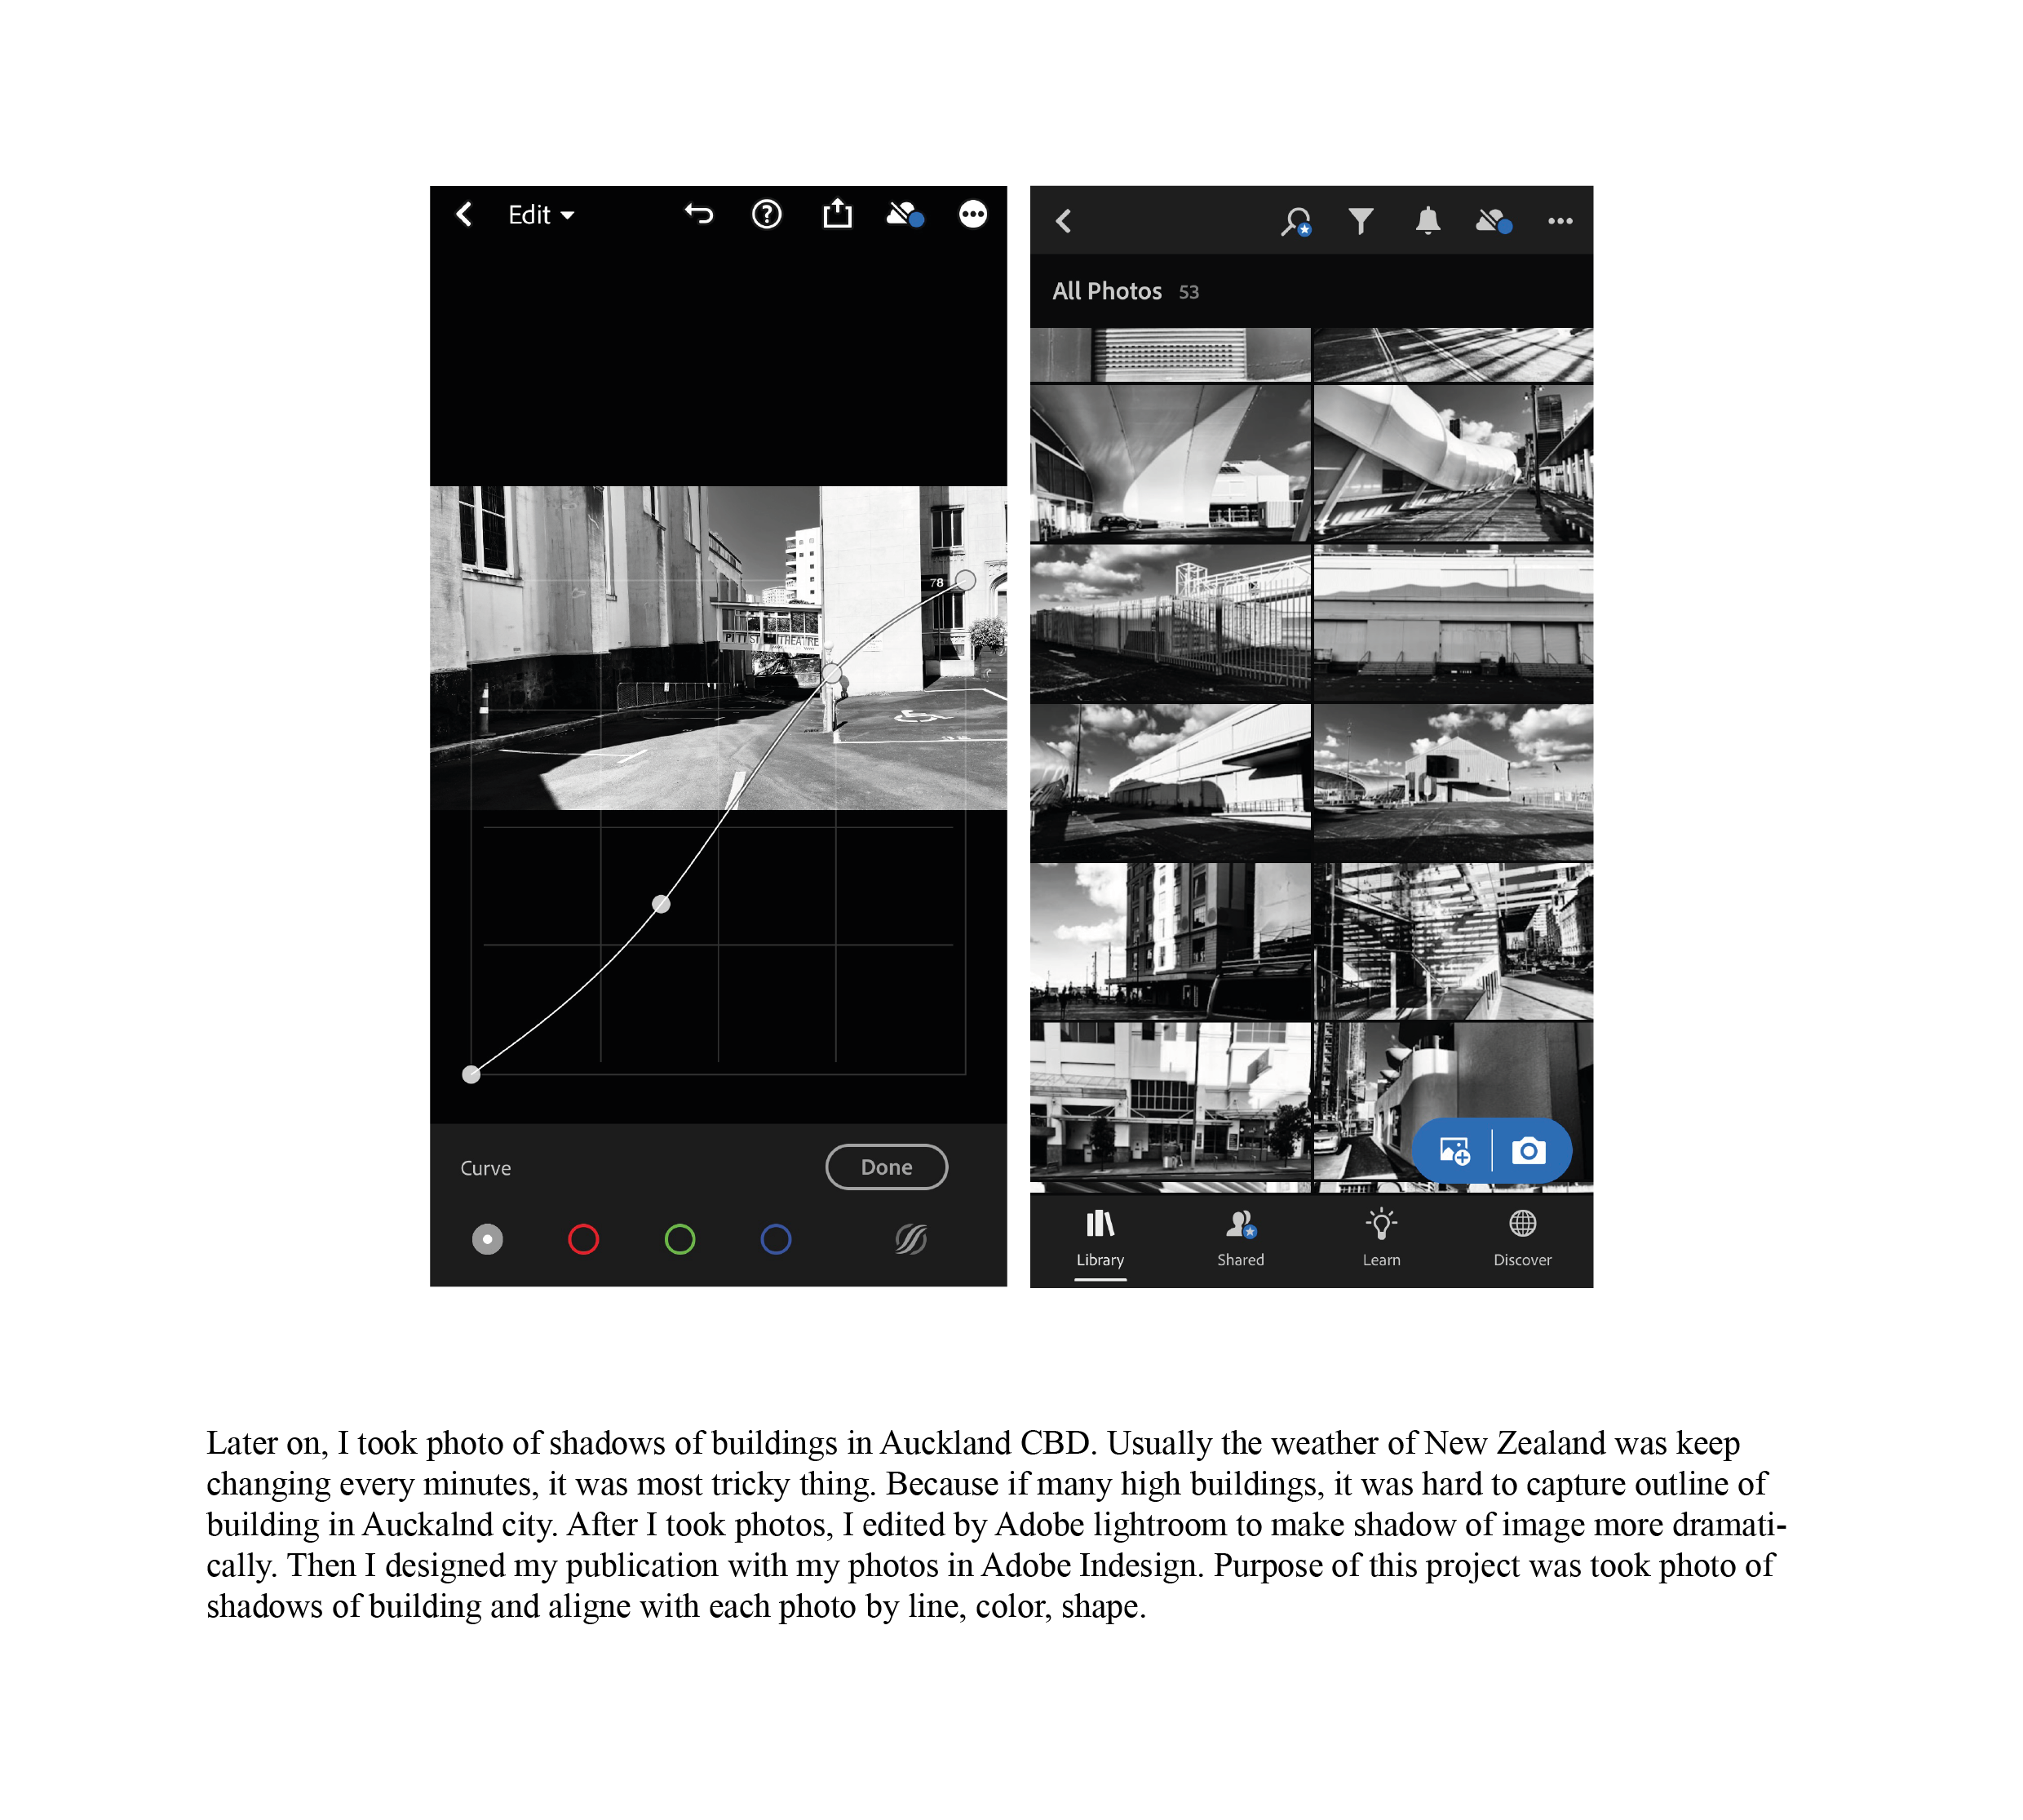 Edit
All Photos 53
78
PITT ST THEATRE
Curve
Done
Library
Shared
Learn
Discover
Later on, I took photo of shadows of buildings in Auckland CBD. Usually the weather of New Zealand was keep
changing every minutes, it was most tricky thing. Because if many high buildings, it was hard to capture outline of
building in Auckalnd city. After I took photos, I edited by Adobe lightroom to make shadow of image more dramati-
cally. Then I designed my publication with my photos in Adobe Indesign. Purpose of this project was took photo of
shadows of building and aligne with each photo by line, color, shape.